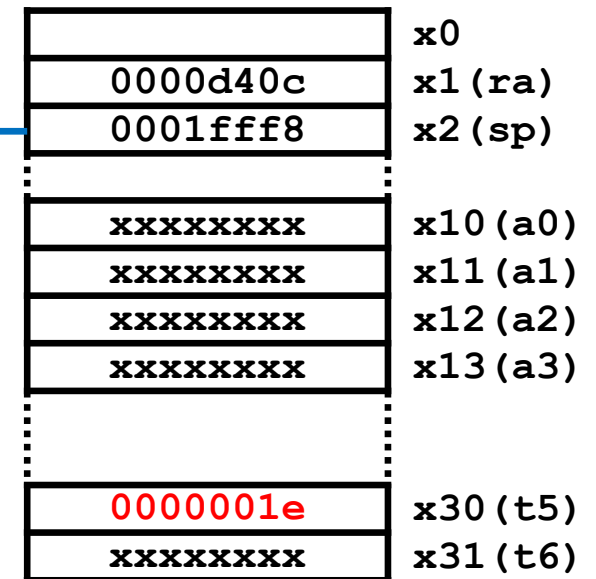 x0
0000d40c x1(ra)
0001fff8 x2(sp)
xxxxxxxx x10(a0)
xxxxxxxx x11(a1)
xxxxxxxx x12(a2)
xxxxxxxx x13(a3)
0000001e x30(t5)
xxxxxxxx x31(t6)